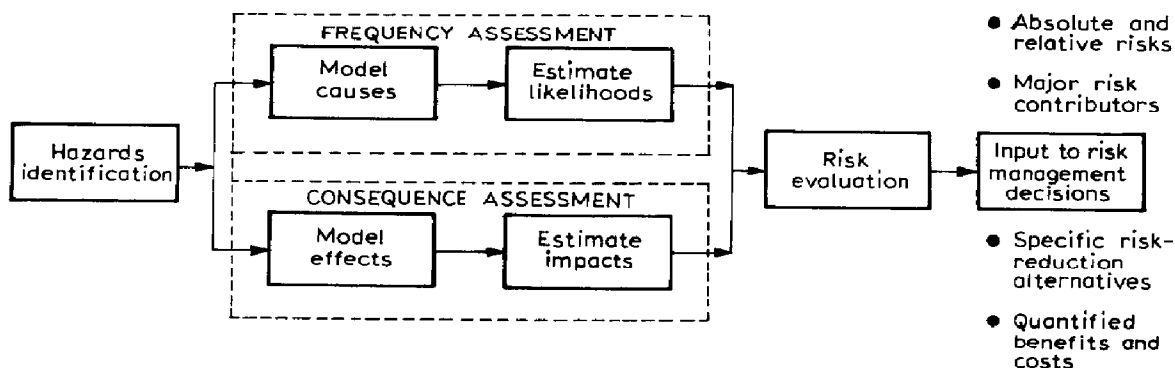 FREQUENCY ASSESSMENT
Model
causes
Estimate
likelihoods
Hazards
identification
CONSEQUENCE ASSESSMENT
Model
effects
Estimate
impacts
Risk
evaluation
● Absolute and
relative risks
● Major risk
contributors
Input to risk
management
decisions
● Specific risk-
reduction
alternatives
● Quantified
benefits and
costs